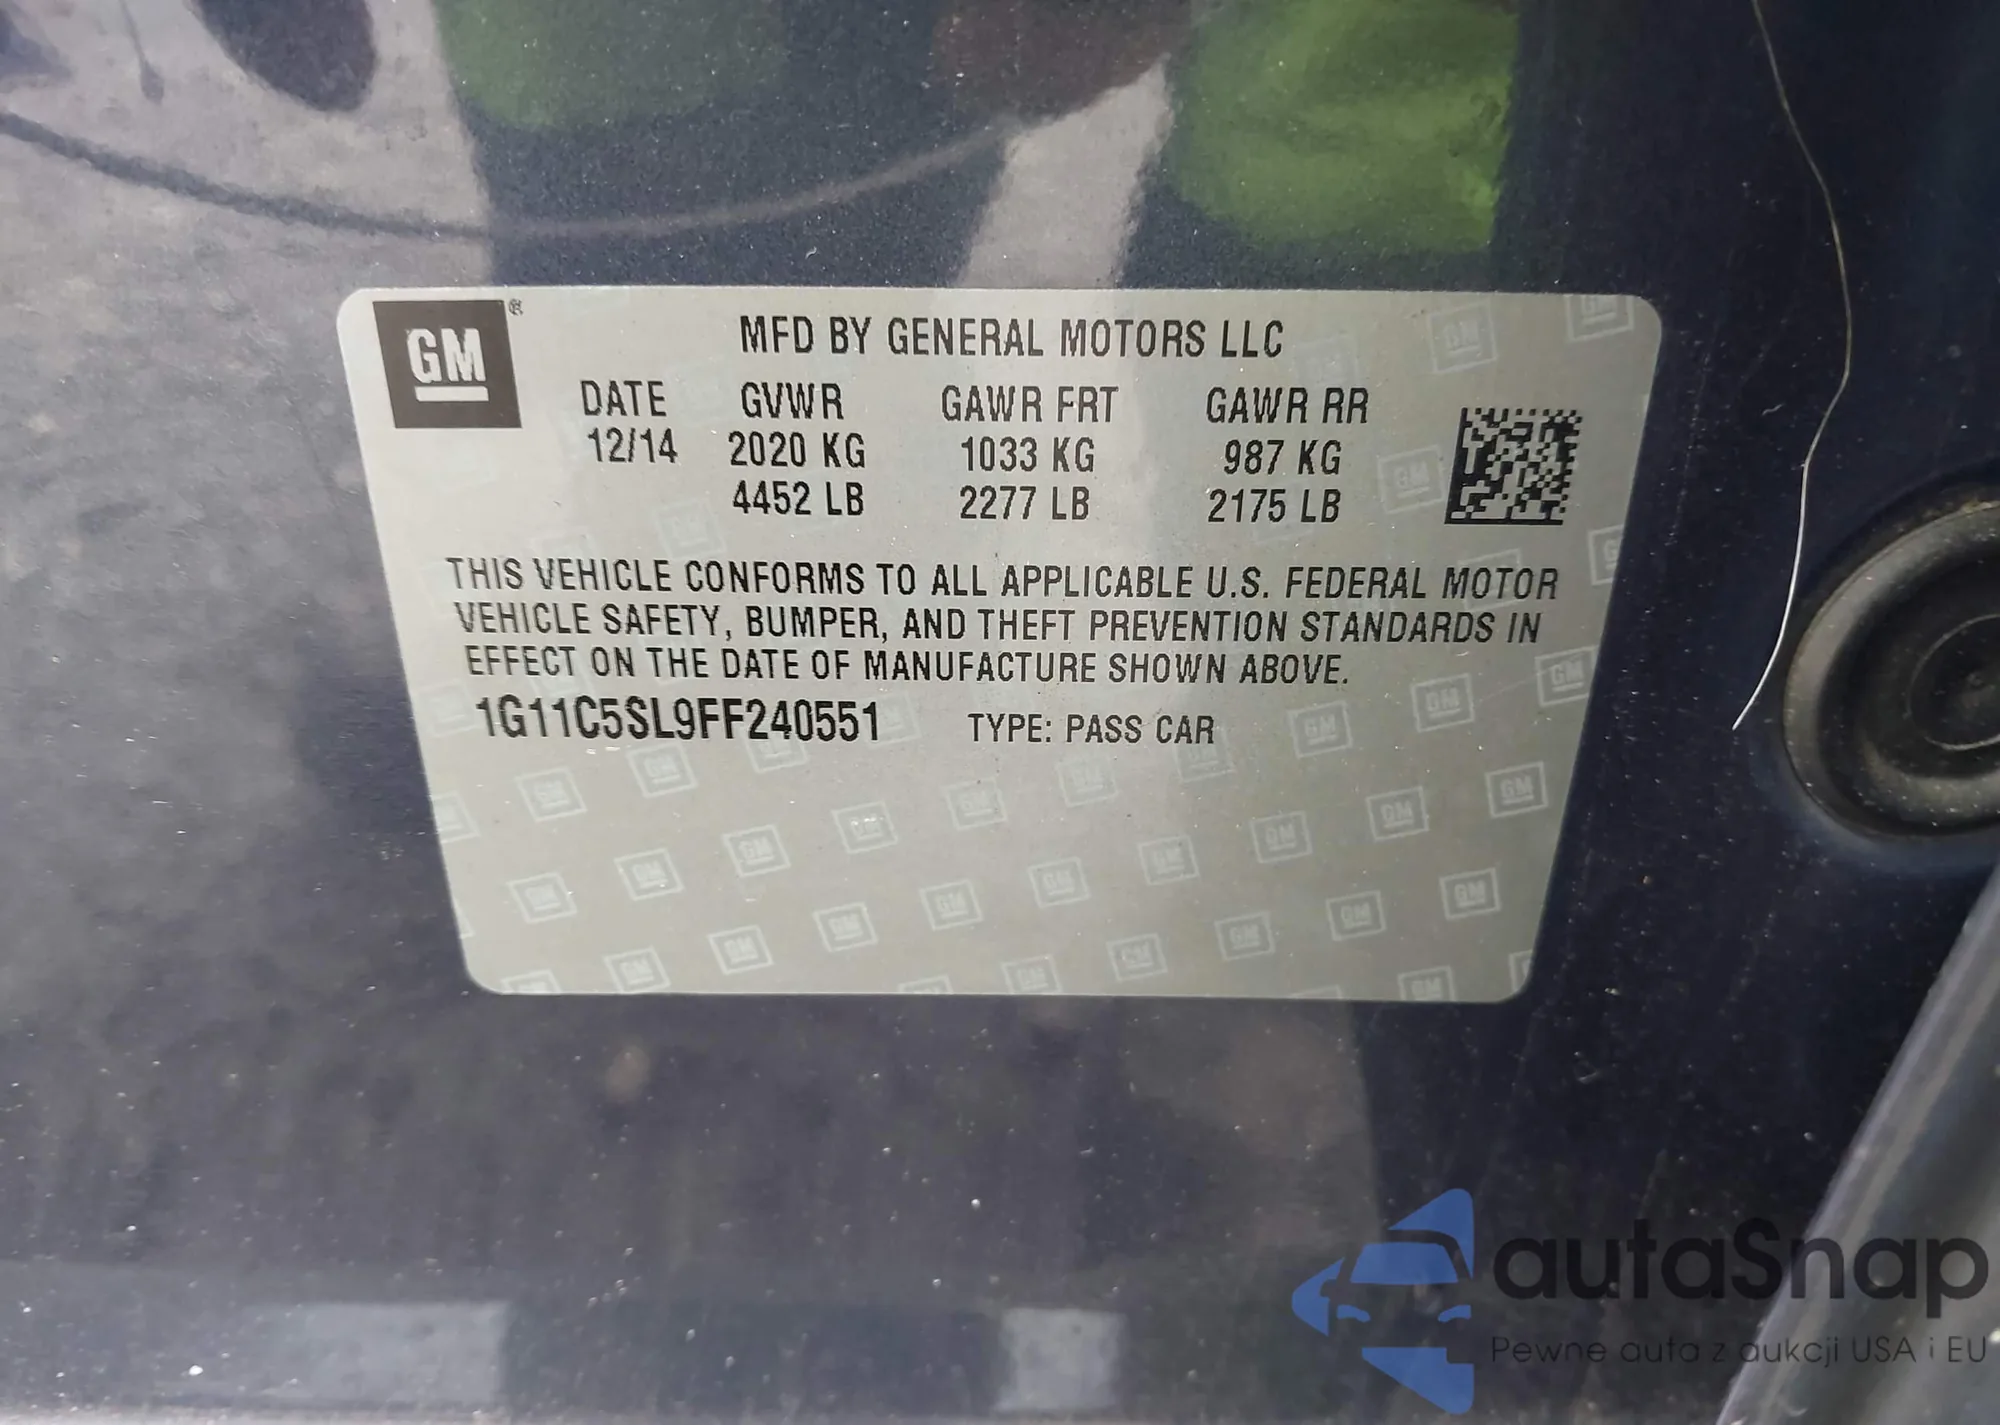 GM®
MFD BY GENERAL MOTORS LLC
DATE GVWR GAWR FRT GAWR RR
12/14 2020 KG 1033 KG 987 KG
4452 LB 2277 LB 2175 LB
THIS VEHICLE CONFORMS TO ALL APPLICABLE U.S. FEDERAL MOTOR
VEHICLE SAFETY, BUMPER, AND THEFT PREVENTION STANDARDS IN
EFFECT ON THE DATE OF MANUFACTURE SHOWN ABOVE.
1G11C5SL9FF240551 TYPE: PASS CAR
autaSnap
Pewne auta z aukcji USA i EU